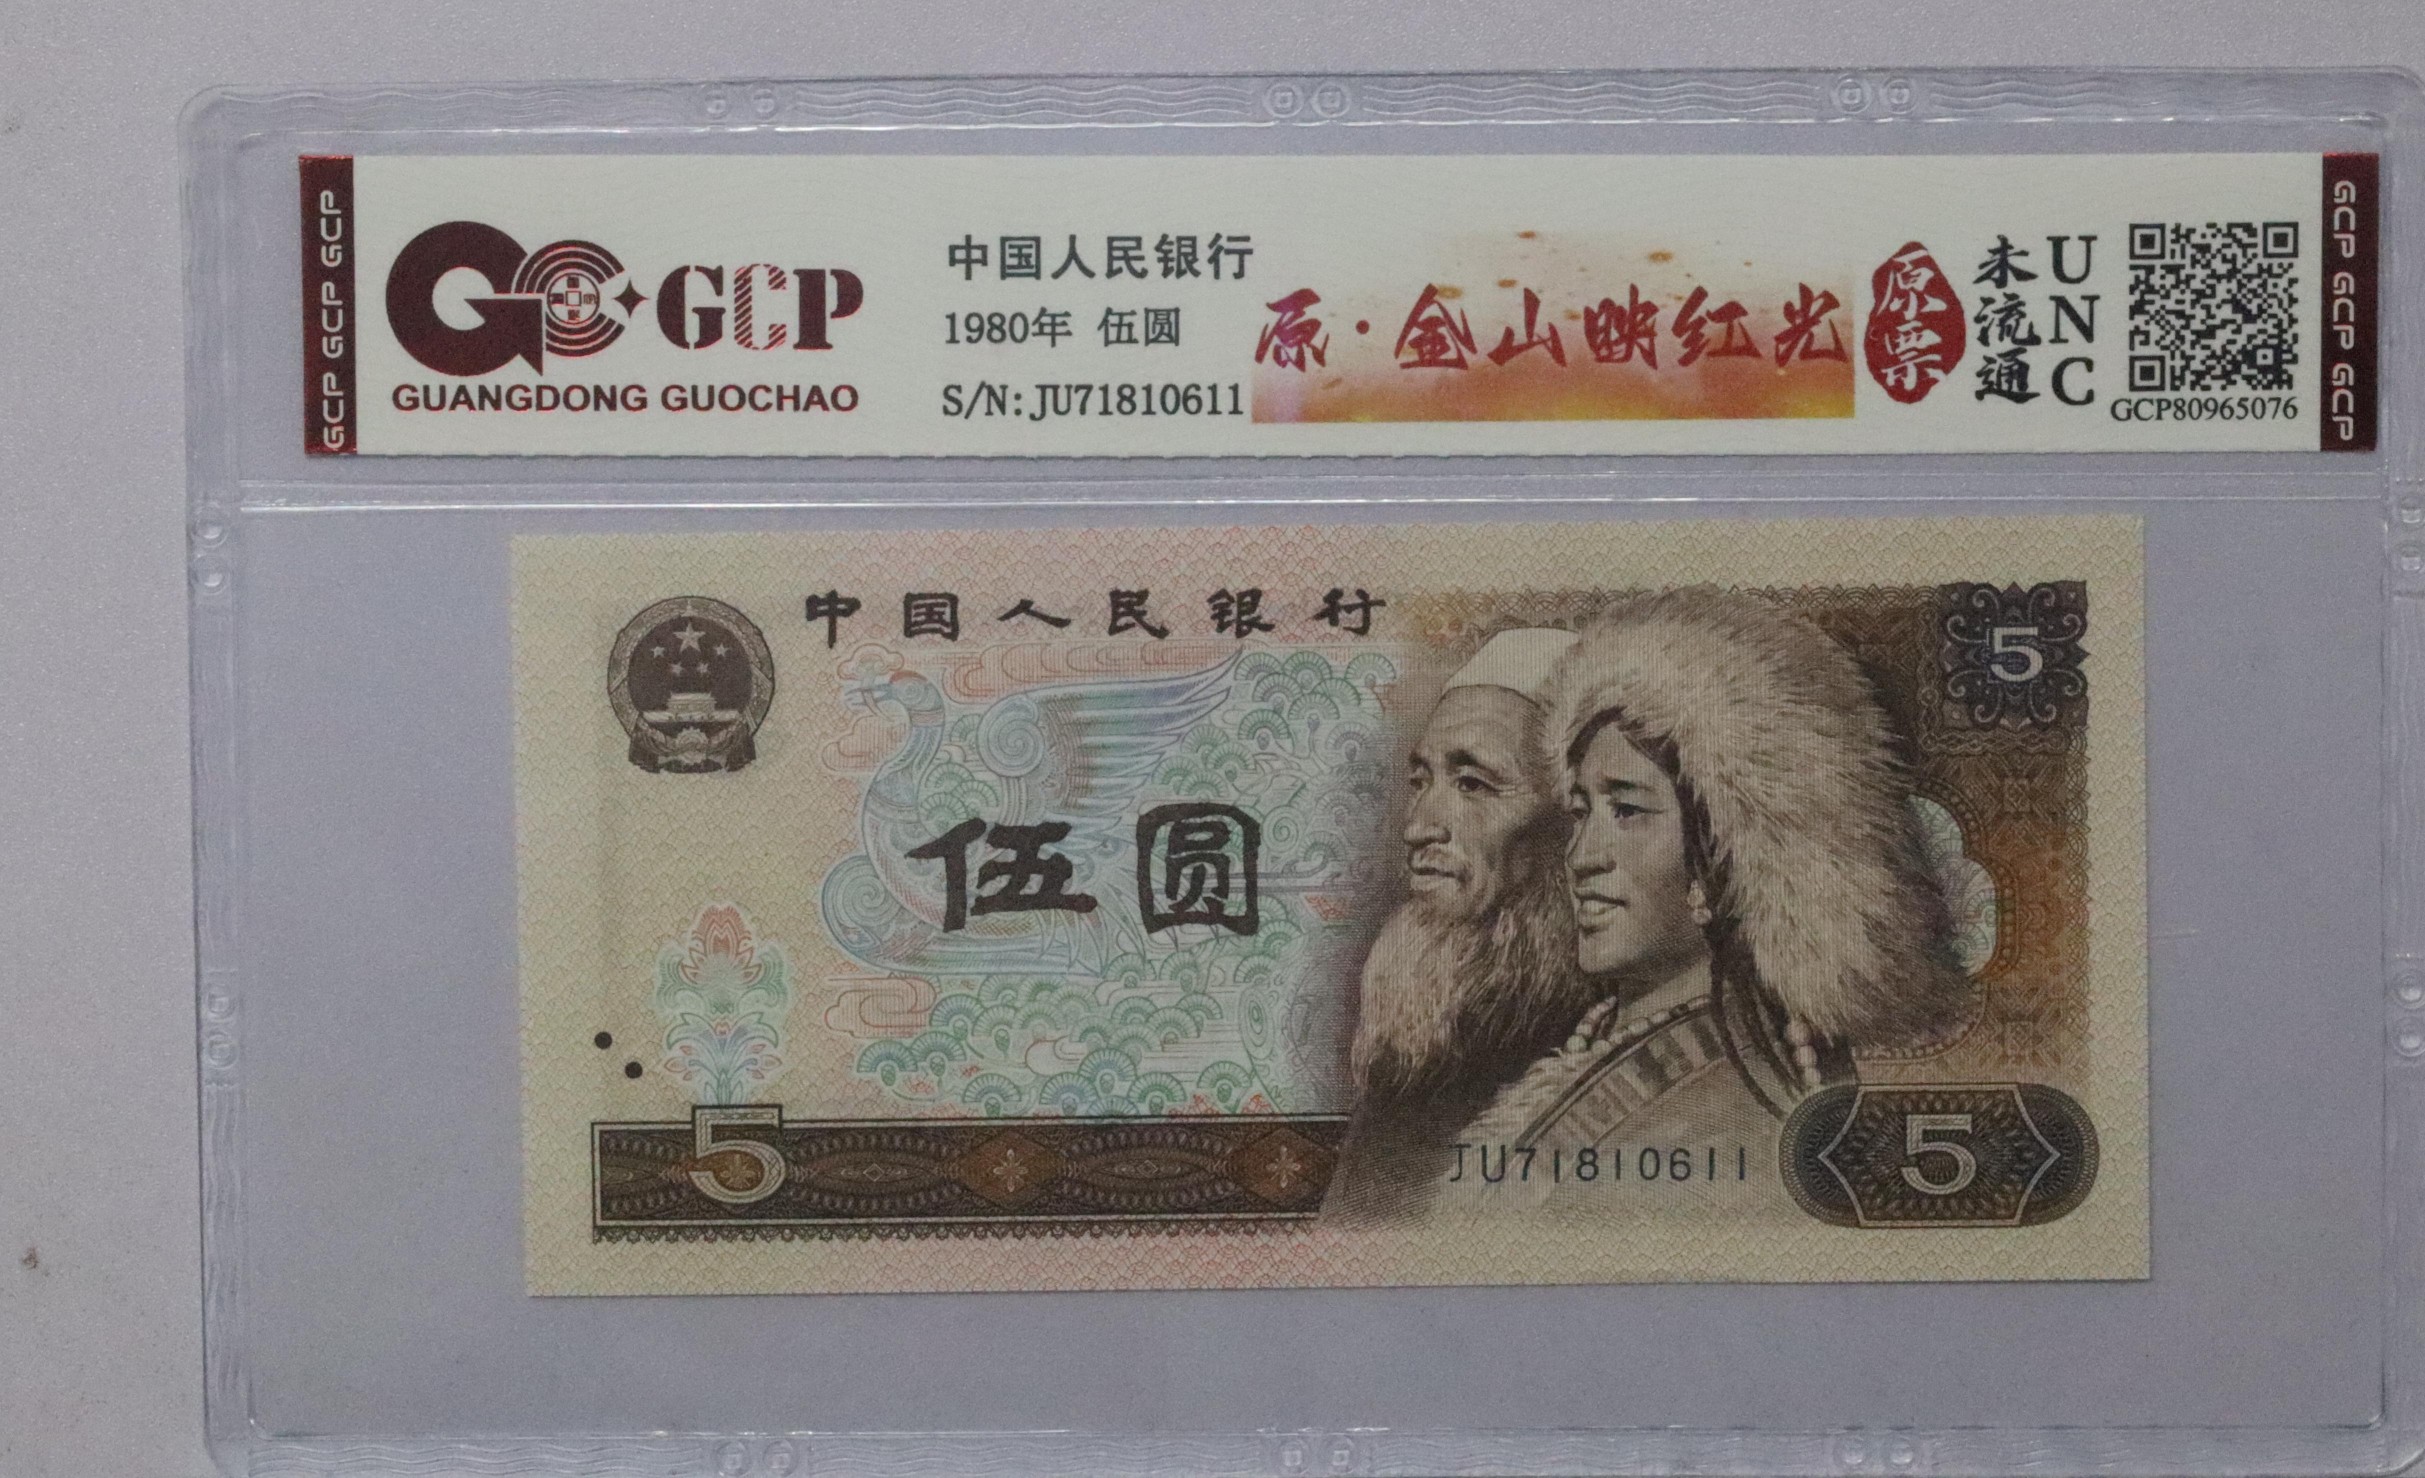 GCP GCP GCP
GCP
GUANGDONG GUOCHAO
中国人民银行
1980年 伍圆
S/N: JU71810611
原·金山映红光
原票
未流通
UNC
GCP80965076
GCP GCP GCP
中国人民银行
5
伍圆
5
JU71810611
5